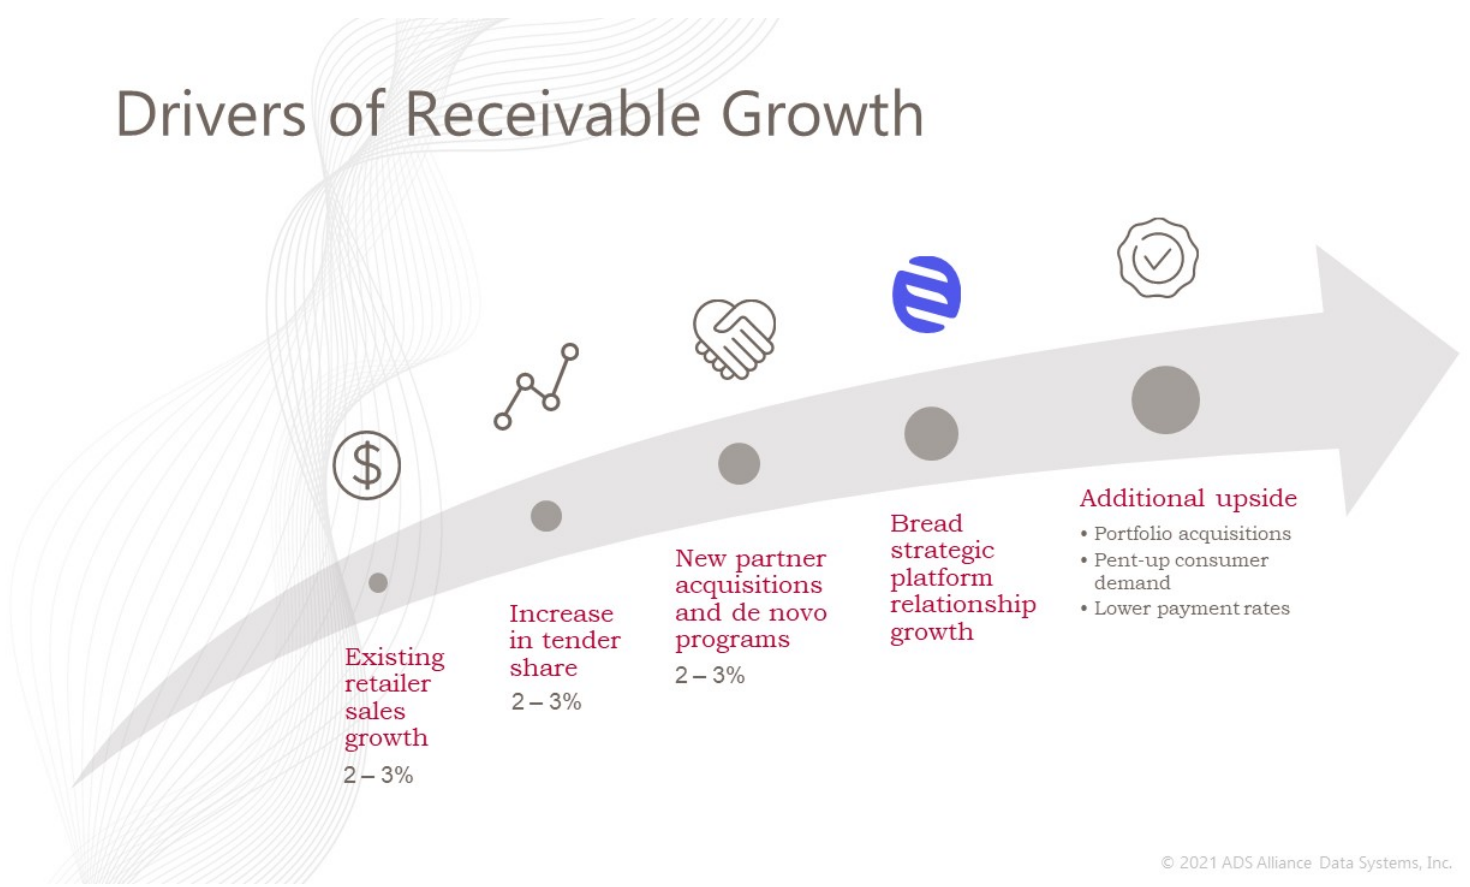 Drivers of Receivable Growth
Existing
retailer
sales
growth
2 – 3%
Increase
in tender
share
2 – 3%
New partner
acquisitions
and de novo
programs
2 – 3%
Bread
strategic
platform
relationship
growth
Additional upside
• Portfolio acquisitions
• Pent-up consumer
demand
• Lower payment rates
© 2021 ADS Alliance Data Systems, Inc.